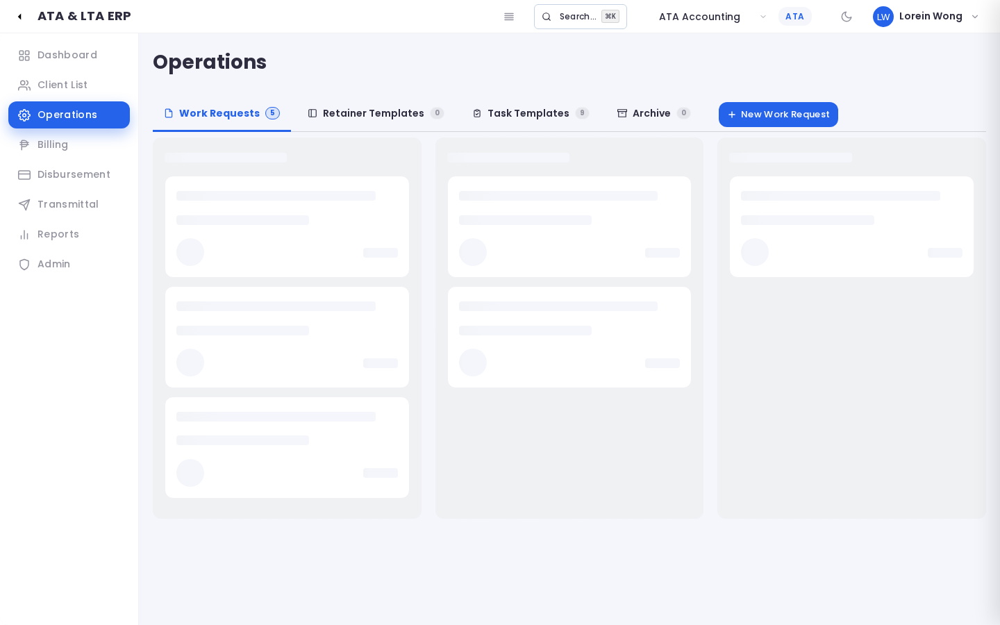 ATA & LTA ERP
Search... ⌘K
ATA Accounting
ATA
LW
Lorein Wong
Dashboard
Client List
Operations
Billing
Disbursement
Transmittal
Reports
Admin
Operations
Work Requests 5
Retainer Templates 0
Task Templates 9
Archive 0
New Work Request